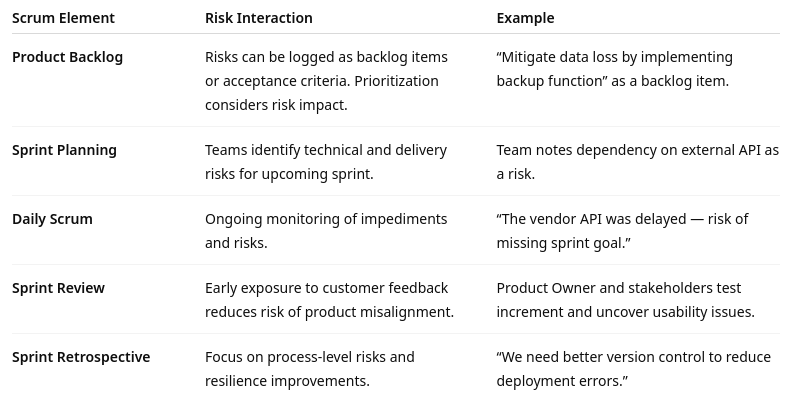 Scrum Element Risk Interaction Example
Product Backlog Risks can be logged as backlog items “Mitigate data loss by implementing
or acceptance criteria. Prioritization backup function” as a backlog item.
considers risk impact.
Sprint Planning Teams identify technical and delivery Team notes dependency on external API as
risks for upcoming sprint. a risk.
Daily Scrum Ongoing monitoring of impediments “The vendor API was delayed — risk of
and risks. missing sprint goal.”
Sprint Review Early exposure to customer feedback Product Owner and stakeholders test
reduces risk of product misalignment. increment and uncover usability issues.
Sprint Retrospective Focus on process-level risks and “We need better version control to reduce
resilience improvements. deployment errors.”